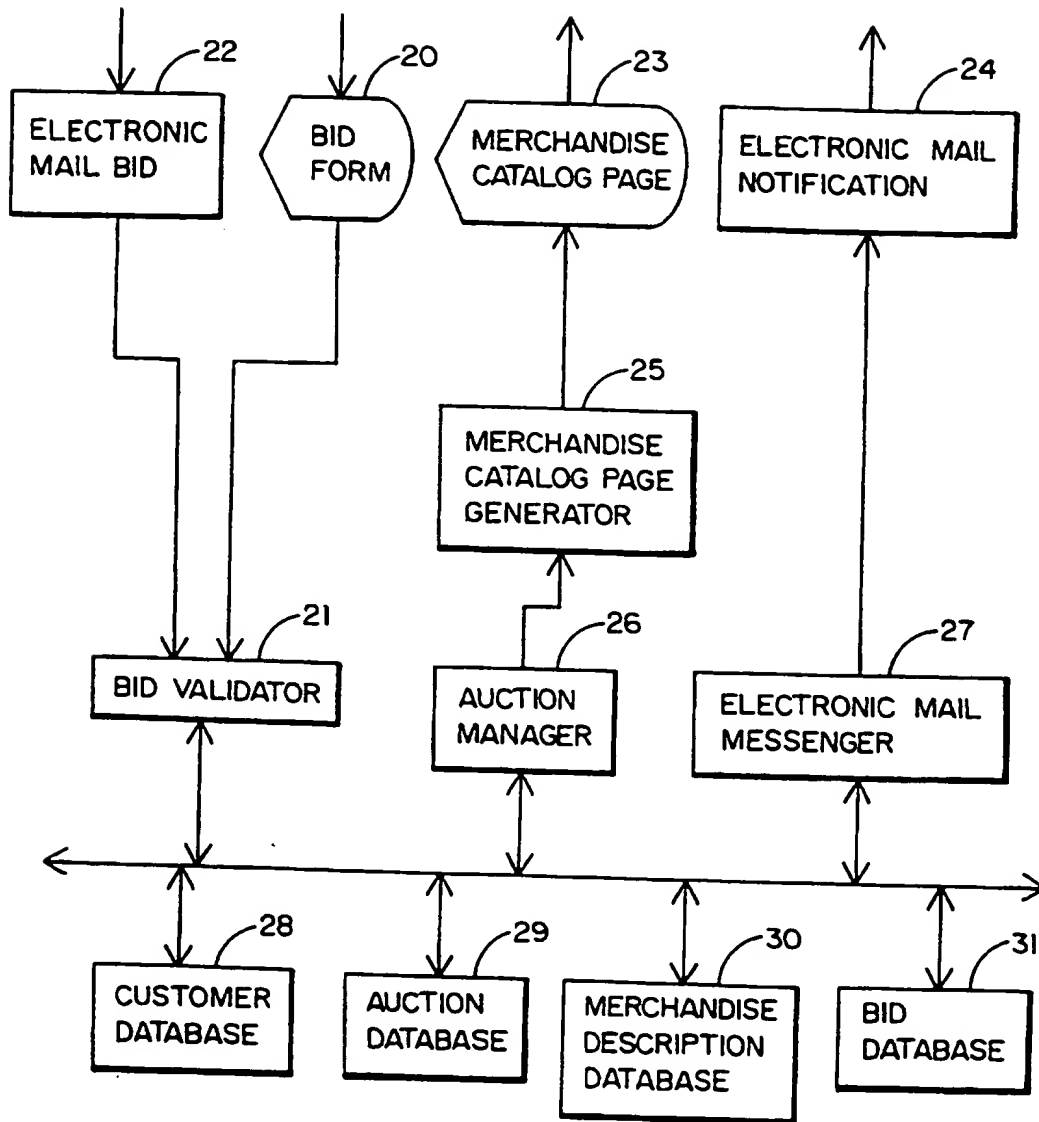 22
20
23
24
ELECTRONIC
MAIL BID
BID
FORM
MERCHANDISE
CATALOG PAGE
ELECTRONIC MAIL
NOTIFICATION
25
MERCHANDISE
CATALOG PAGE
GENERATOR
21
26
27
BID VALIDATOR
AUCTION
MANAGER
ELECTRONIC MAIL
MESSENGER
28
29
30
31
CUSTOMER
DATABASE
AUCTION
DATABASE
MERCHANDISE
DESCRIPTION
DATABASE
BID
DATABASE